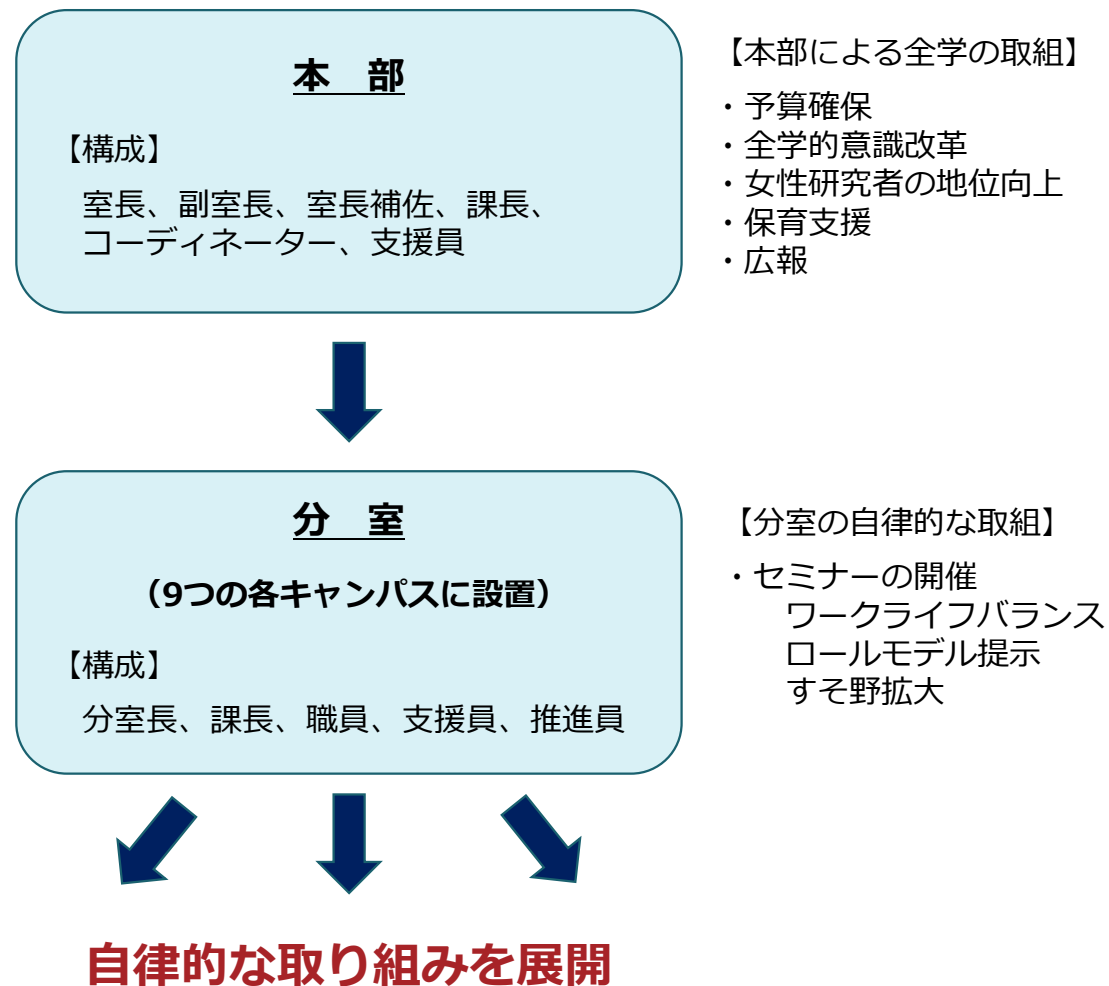 本　部
【構成】
室長、副室長、室長補佐、課長、
コーディネーター、支援員
【本部による全学の取組】
・予算確保
・全学的意識改革
・女性研究者の地位向上
・保育支援
・広報
分　室
（9つの各キャンパスに設置）
【構成】
分室長、課長、職員、支援員、推進員
【分室の自律的な取組】
・セミナーの開催
ワークライフバランス
ロールモデル提示
すそ野拡大
自律的な取り組みを展開